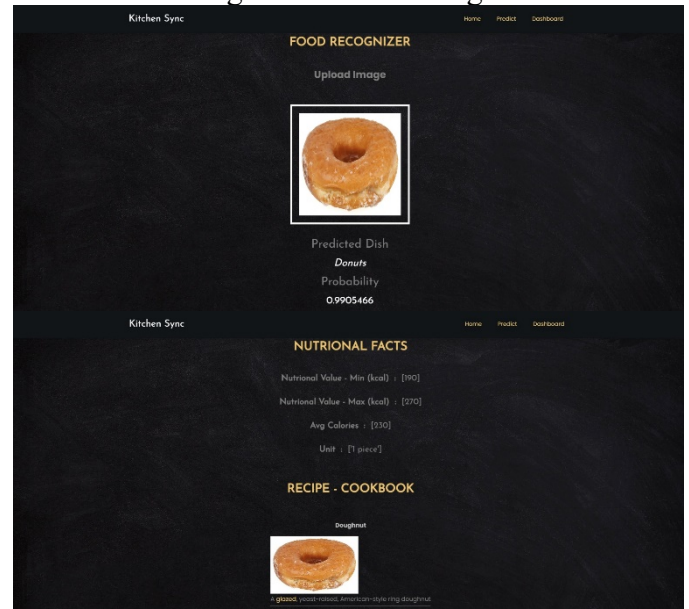 Kitchen Sync Home Predict Dashboard
FOOD RECOGNIZER
Upload Image
Predicted Dish
Donuts
Probability
0.9905466
Kitchen Sync Home Predict Dashboard
NUTRIONAL FACTS
Nutrional Value - Min (kcal) : [190]
Nutrional Value - Max (kcal) : [270]
Avg Calories : [230]
Unit : ['1 piece']
RECIPE - COOKBOOK
Doughnut
A glazed, yeast-raised, American-style ring doughnut